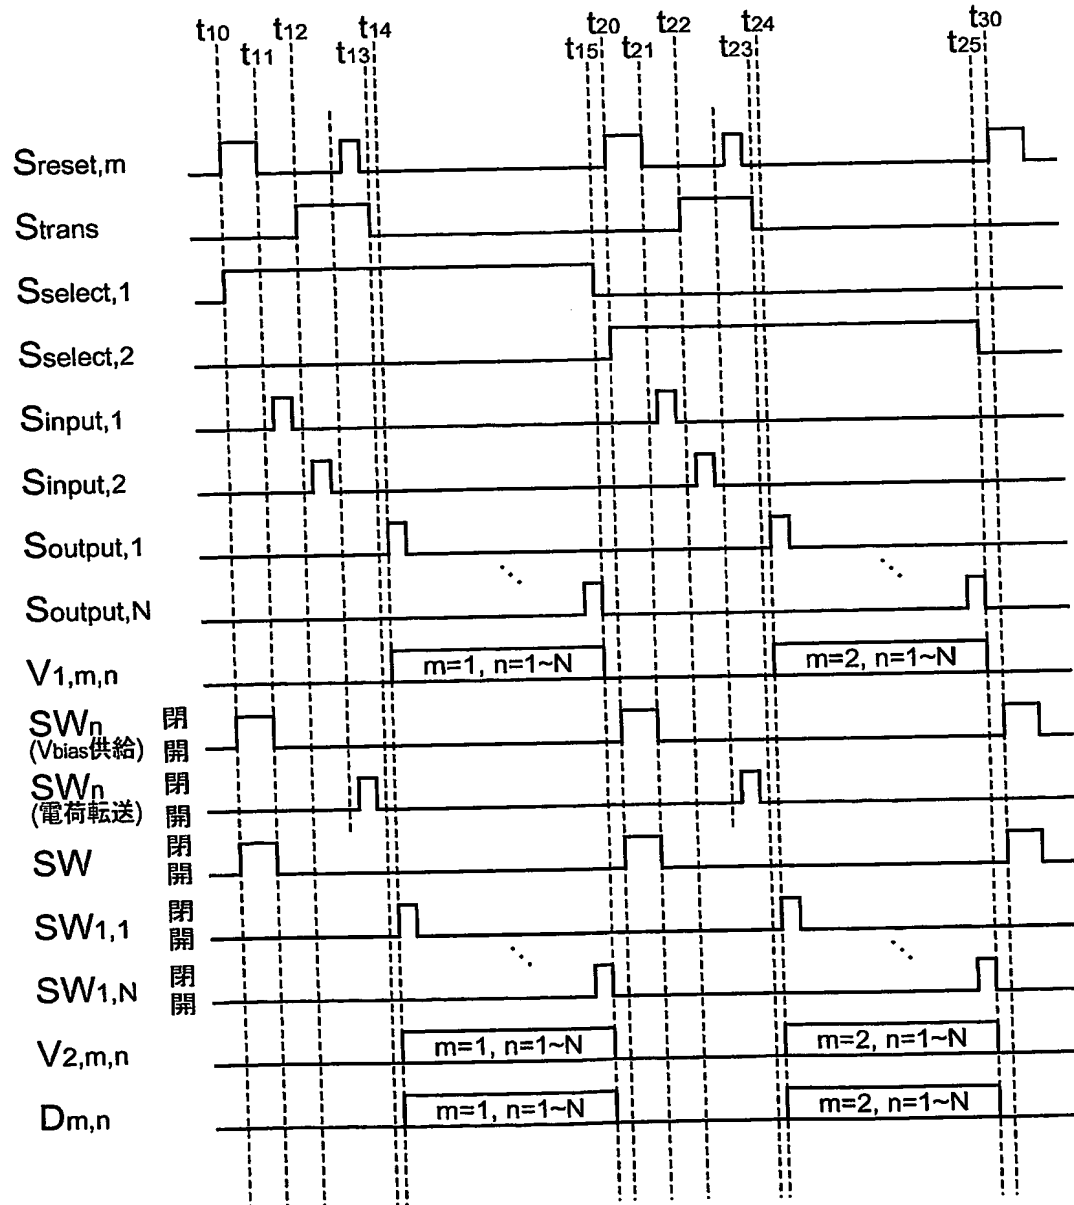 t10 t11 t12 t13 t14 t15 t20 t21 t22 t23 t24 t25 t30
Sreset,m
Strans
Sselect,1
Sselect,2
Sinput,1
Sinput,2
Soutput,1
Soutput,N
V1,m,n m=1, n=1~N m=2, n=1~N
SWn 閉
(Vbias供給) 開
SWn 閉
(電荷転送) 開
SW 閉
開
SW1,1 閉
開
SW1,N 閉
開
V2,m,n m=1, n=1~N m=2, n=1~N
Dm,n m=1, n=1~N m=2, n=1~N